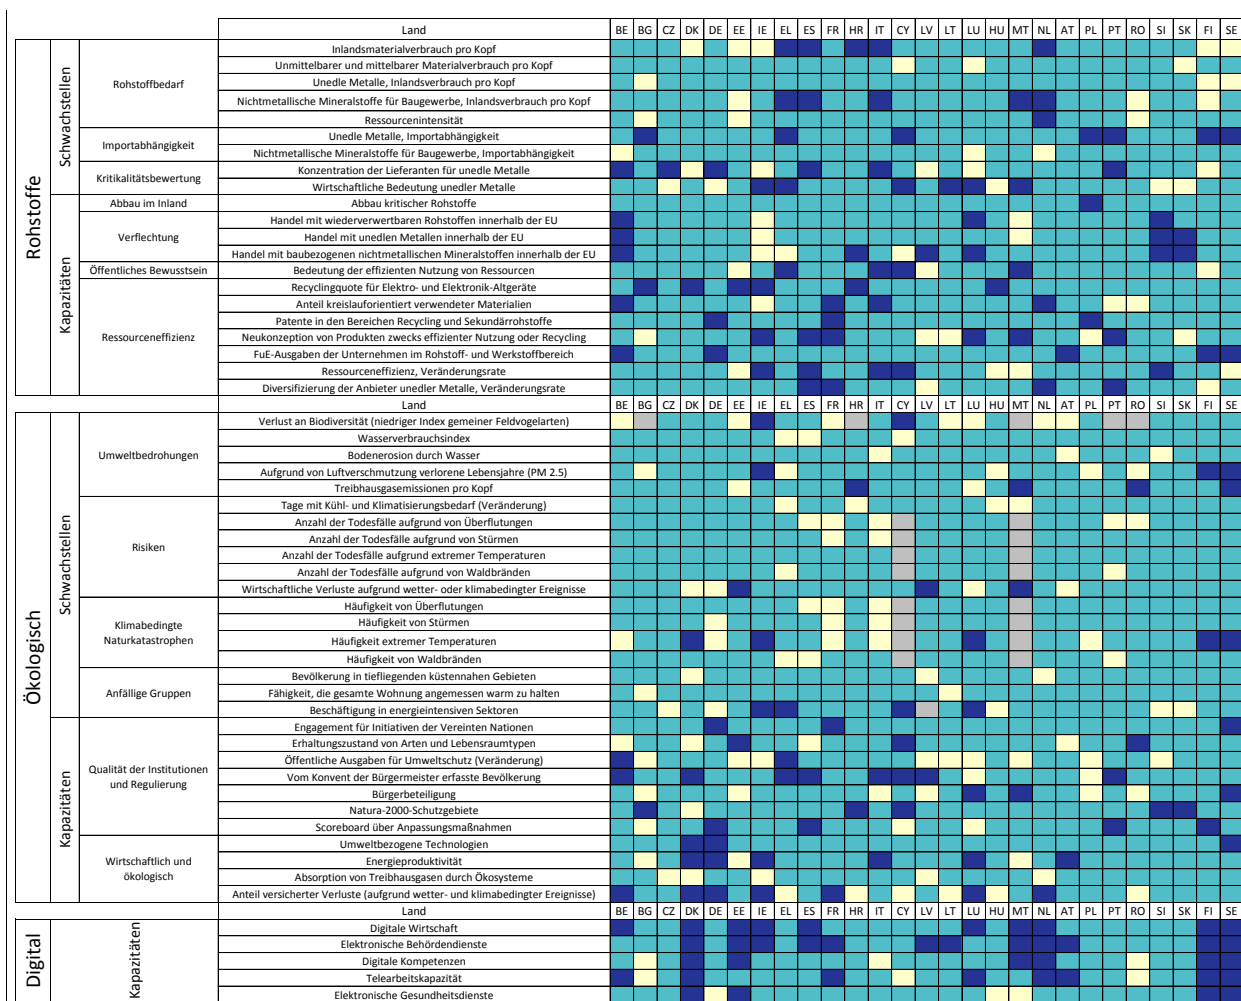 Land BE BG CZ DK DE EE IE EL ES FR HR IT CY LV LT LU HU MT NL AT PL PT RO SI SK FI SE
Rohstoffe
Schwachstellen
Rohstoffbedarf
Inlandsmaterialverbrauch pro Kopf
Unmittelbarer und mittelbarer Materialverbrauch pro Kopf
Unedle Metalle, Inlandsverbrauch pro Kopf
Nichtmetallische Mineralstoffe für Baugewerbe, Inlandsverbrauch pro Kopf
Ressourcenintensität
Importabhängigkeit
Unedle Metalle, Importabhängigkeit
Nichtmetallische Mineralstoffe für Baugewerbe, Importabhängigkeit
Kritikalitätsbewertung
Konzentration der Lieferanten für unedle Metalle
Wirtschaftliche Bedeutung unedler Metalle
Kapazitäten
Abbau im Inland
Abbau kritischer Rohstoffe
Verflechtung
Handel mit wiederverwertbaren Rohstoffen innerhalb der EU
Handel mit unedlen Metallen innerhalb der EU
Handel mit baubezogenen nichtmetallischen Mineralstoffen innerhalb der EU
Öffentliches Bewusstsein
Bedeutung der effizienten Nutzung von Ressourcen
Ressourceneffizienz
Recyclingquote für Elektro- und Elektronik-Altgeräte
Anteil kreislauforientiert verwendeter Materialien
Patente in den Bereichen Recycling und Sekundärrohstoffe
Neukonzeption von Produkten zwecks effizienter Nutzung oder Recycling
FuE-Ausgaben der Unternehmen im Rohstoff- und Werkstoffbereich
Ressourceneffizienz, Veränderungsrate
Diversifizierung der Anbieter unedler Metalle, Veränderungsrate
Land BE BG CZ DK DE EE IE EL ES FR HR IT CY LV LT LU HU MT NL AT PL PT RO SI SK FI SE
Ökologisch
Schwachstellen
Umweltbedrohungen
Verlust an Biodiversität (niedriger Index gemeiner Feldvogelarten)
Wasserverbrauchsindex
Bodenerosion durch Wasser
Aufgrund von Luftverschmutzung verlorene Lebensjahre (PM 2.5)
Treibhausgasemissionen pro Kopf
Risiken
Tage mit Kühl- und Klimatisierungsbedarf (Veränderung)
Anzahl der Todesfälle aufgrund von Überflutungen
Anzahl der Todesfälle aufgrund von Stürmen
Anzahl der Todesfälle aufgrund extremer Temperaturen
Anzahl der Todesfälle aufgrund von Waldbränden
Wirtschaftliche Verluste aufgrund wetter- oder klimabedingter Ereignisse
Klimabedingte
Naturkatastrophen
Häufigkeit von Überflutungen
Häufigkeit von Stürmen
Häufigkeit extremer Temperaturen
Häufigkeit von Waldbränden
Anfällige Gruppen
Bevölkerung in tiefliegenden küstennahen Gebieten
Fähigkeit, die gesamte Wohnung angemessen warm zu halten
Beschäftigung in energieintensiven Sektoren
Kapazitäten
Qualität der Institutionen
und Regulierung
Engagement für Initiativen der Vereinten Nationen
Erhaltungszustand von Arten und Lebensraumtypen
Öffentliche Ausgaben für Umweltschutz (Veränderung)
Vom Konvent der Bürgermeister erfasste Bevölkerung
Bürgerbeteiligung
Natura-2000-Schutzgebiete
Scoreboard über Anpassungsmaßnahmen
Wirtschaftlich und
ökologisch
Umweltbezogene Technologien
Energieproduktivität
Absorption von Treibhausgasen durch Ökosysteme
Anteil versicherter Verluste (aufgrund wetter- und klimabedingter Ereignisse)
Land BE BG CZ DK DE EE IE EL ES FR HR IT CY LV LT LU HU MT NL AT PL PT RO SI SK FI SE
Digital
Kapazitäten
Digitale Wirtschaft
Elektronische Behördendienste
Digitale Kompetenzen
Telearbeitskapazität
Elektronische Gesundheitsdienste